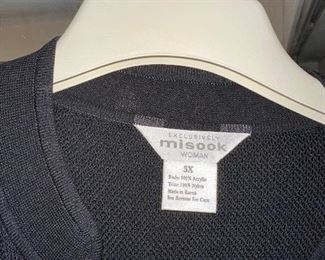 EXCLUSIVELY
misook
WOMAN
3X
Body: 100% Acrylic
Trim: 100% Nylon
Made in Korea
See Reverse For Care